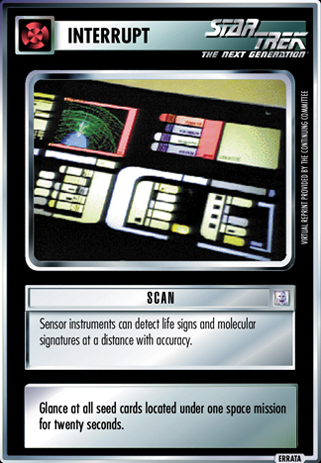 INTERRUPT
STAR TREK
THE NEXT GENERATION®
VIRTUAL REPRINT PROVIDED BY THE CONTINUING COMMITTEE
SCAN
Sensor instruments can detect life signs and molecular
signatures at a distance with accuracy.
Glance at all seed cards located under one space mission
for twenty seconds.
ERRATA